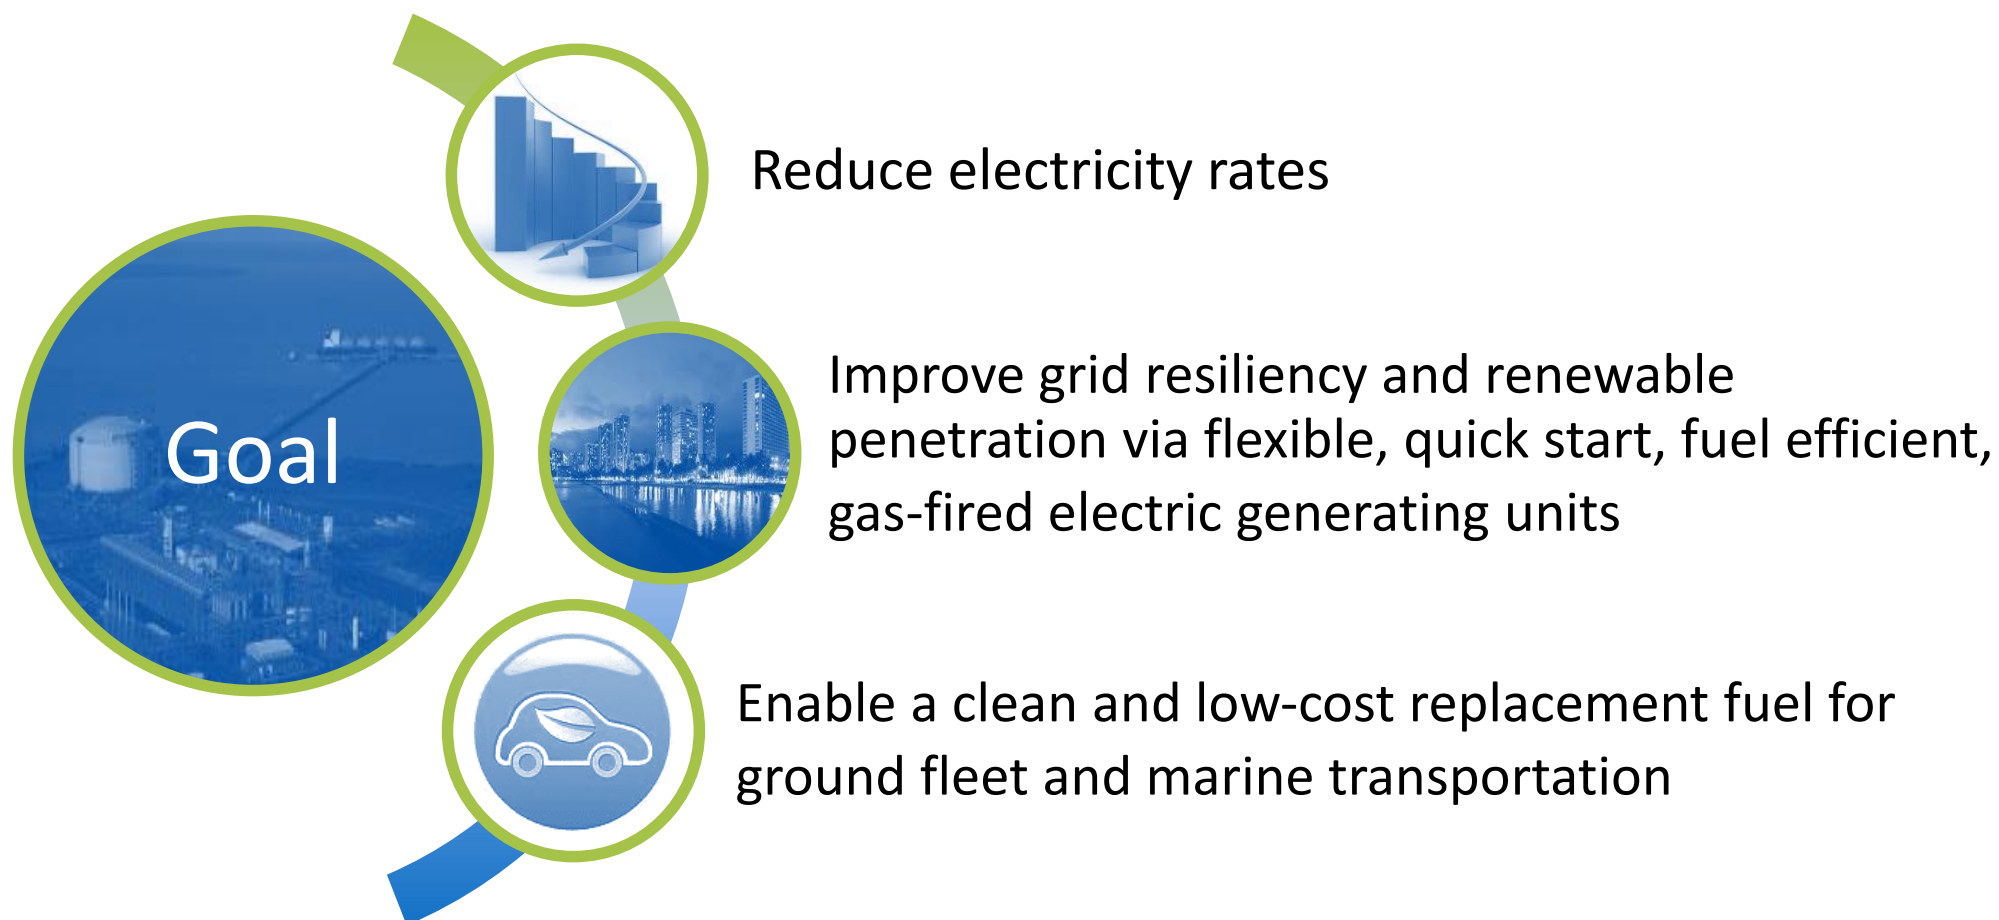 Goal
Reduce electricity rates
Improve grid resiliency and renewable
penetration via flexible, quick start, fuel efficient,
gas-fired electric generating units
Enable a clean and low-cost replacement fuel for
ground fleet and marine transportation